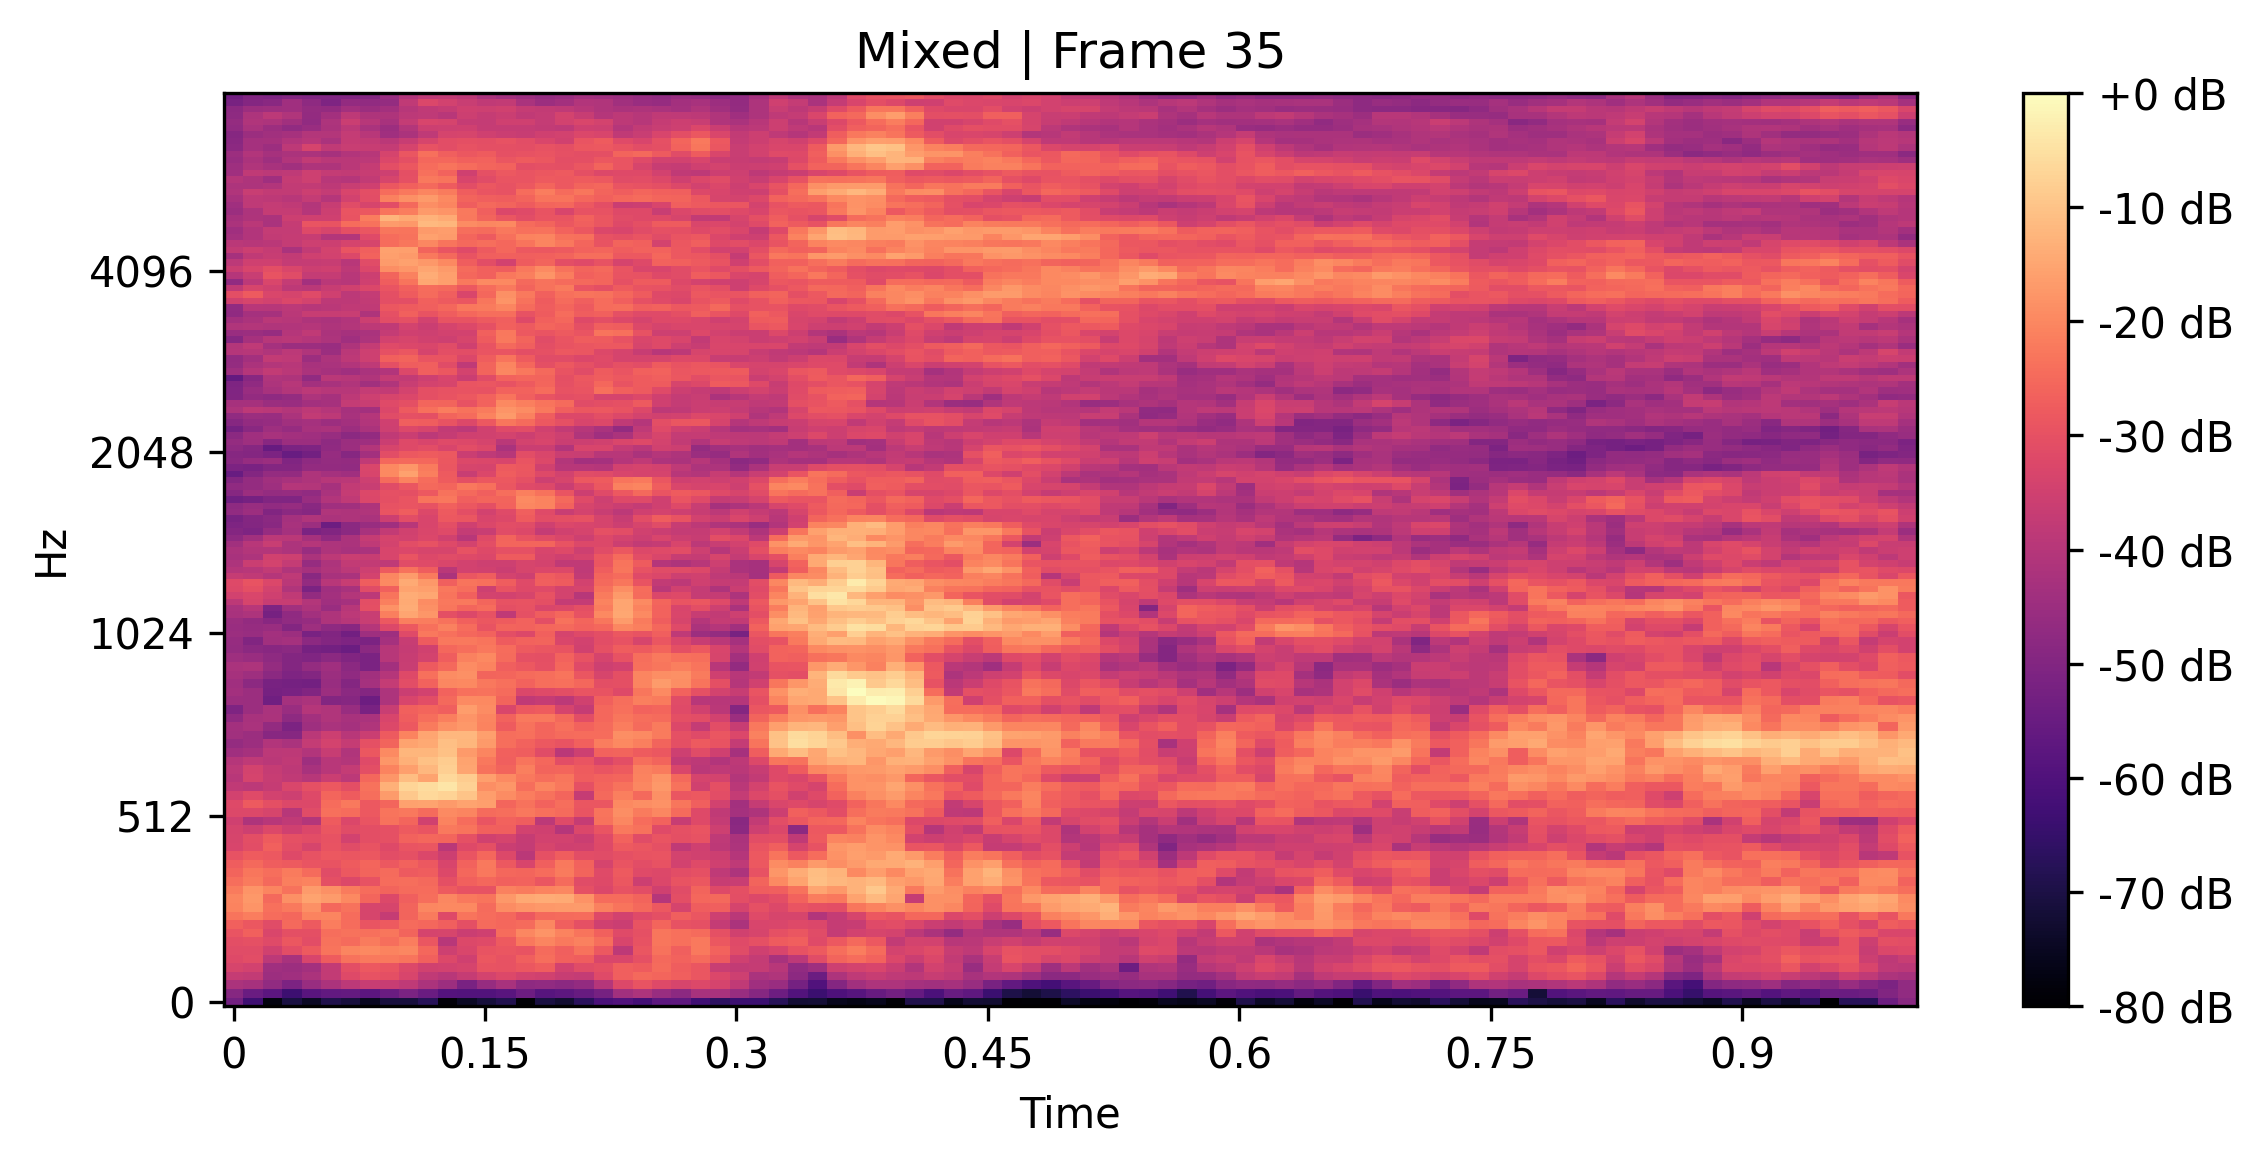 Mixed | Frame 35
+0 dB
-10 dB
-20 dB
-30 dB
-40 dB
-50 dB
-60 dB
-70 dB
-80 dB
Hz
4096
2048
1024
512
0
0 0.15 0.3 0.45 0.6 0.75 0.9
Time